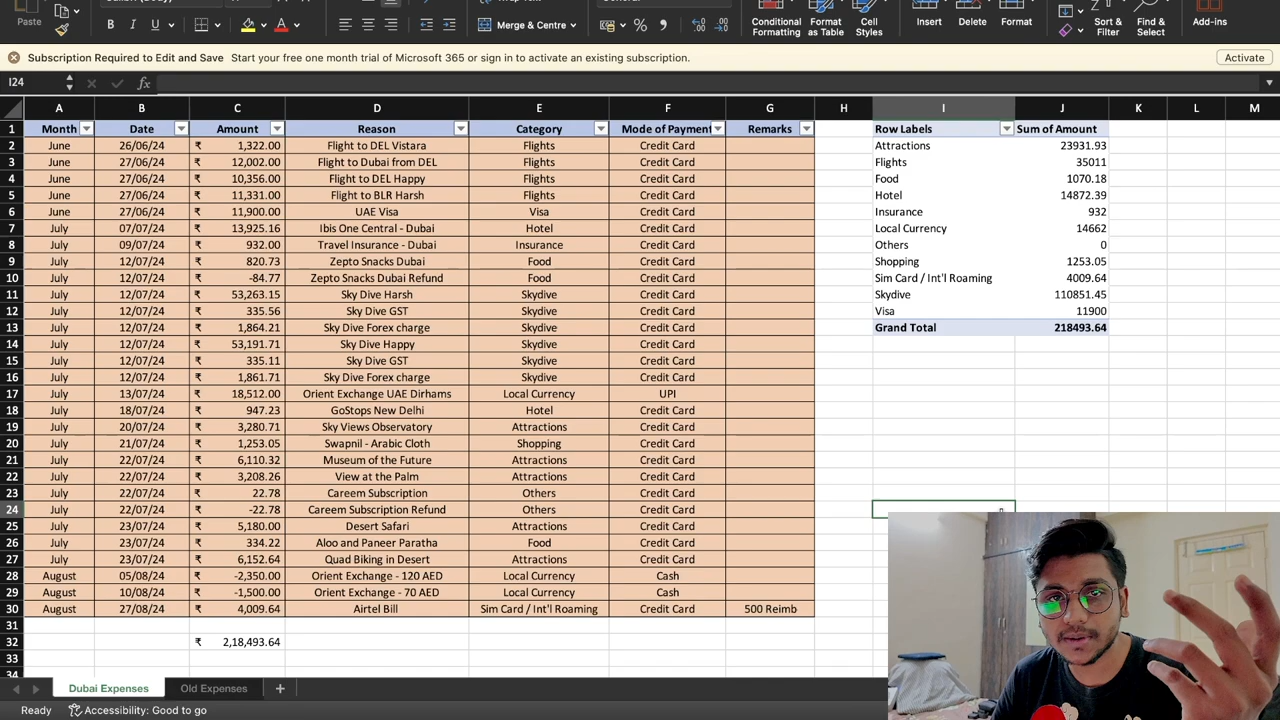 Paste
B I U
Merge & Centre
Conditional Formatting
Format as Table
Cell Styles
Insert
Delete
Format
Sort & Filter
Find & Select
Add-ins
Subscription Required to Edit and Save Start your free one month trial of Microsoft 365 or sign in to activate an existing subscription. Activate
I24 fx
A B C D E F G H I J K L M
1 Month Date Amount Reason Category Mode of Payment Remarks Row Labels Sum of Amount
2 June 26/06/24 ₹ 1,322.00 Flight to DEL Vistara Flights Credit Card Attractions 23931.93
3 June 27/06/24 ₹ 12,002.00 Flight to Dubai from DEL Flights Credit Card Flights 35011
4 June 27/06/24 ₹ 10,356.00 Flight to DEL Happy Flights Credit Card Food 1070.18
5 June 27/06/24 ₹ 11,331.00 Flight to BLR Harsh Flights Credit Card Hotel 14872.39
6 June 27/06/24 ₹ 11,900.00 UAE Visa Visa Credit Card Insurance 932
7 July 07/07/24 ₹ 13,925.16 Ibis One Central - Dubai Hotel Credit Card Local Currency 14662
8 July 09/07/24 ₹ 932.00 Travel Insurance - Dubai Insurance Credit Card Others 0
9 July 12/07/24 ₹ 820.73 Zepto Snacks Dubai Food Credit Card Shopping 1253.05
10 July 12/07/24 ₹ -84.77 Zepto Snacks Dubai Refund Food Credit Card Sim Card / Int'l Roaming 4009.64
11 July 12/07/24 ₹ 53,263.15 Sky Dive Harsh Skydive Credit Card Skydive 110851.45
12 July 12/07/24 ₹ 335.56 Sky Dive GST Skydive Credit Card Visa 11900
13 July 12/07/24 ₹ 1,864.21 Sky Dive Forex charge Skydive Credit Card Grand Total 218493.64
14 July 12/07/24 ₹ 53,191.71 Sky Dive Happy Skydive Credit Card
15 July 12/07/24 ₹ 335.11 Sky Dive GST Skydive Credit Card
16 July 12/07/24 ₹ 1,861.71 Sky Dive Forex charge Skydive Credit Card
17 July 13/07/24 ₹ 18,512.00 Orient Exchange UAE Dirhams Local Currency UPI
18 July 18/07/24 ₹ 947.23 GoStops New Delhi Hotel Credit Card
19 July 20/07/24 ₹ 3,280.71 Sky Views Observatory Attractions Credit Card
20 July 21/07/24 ₹ 1,253.05 Swapnil - Arabic Cloth Shopping Credit Card
21 July 22/07/24 ₹ 6,110.32 Museum of the Future Attractions Credit Card
22 July 22/07/24 ₹ 3,208.26 View at the Palm Attractions Credit Card
23 July 22/07/24 ₹ 22.78 Careem Subscription Others Credit Card
24 July 22/07/24 ₹ -22.78 Careem Subscription Refund Others Credit Card
25 July 23/07/24 ₹ 5,180.00 Desert Safari Attractions Credit Card
26 July 23/07/24 ₹ 334.22 Aloo and Paneer Paratha Food Credit Card
27 July 23/07/24 ₹ 6,152.64 Quad Biking in Desert Attractions Credit Card
28 August 05/08/24 ₹ -2,350.00 Orient Exchange - 120 AED Local Currency Cash
29 August 10/08/24 ₹ -1,500.00 Orient Exchange - 70 AED Local Currency Cash
30 August 27/08/24 ₹ 4,009.64 Airtel Bill Sim Card / Int'l Roaming Credit Card 500 Reimb
31
32 ₹ 2,18,493.64
33
34
Dubai Expenses Old Expenses +
Ready Accessibility: Good to go